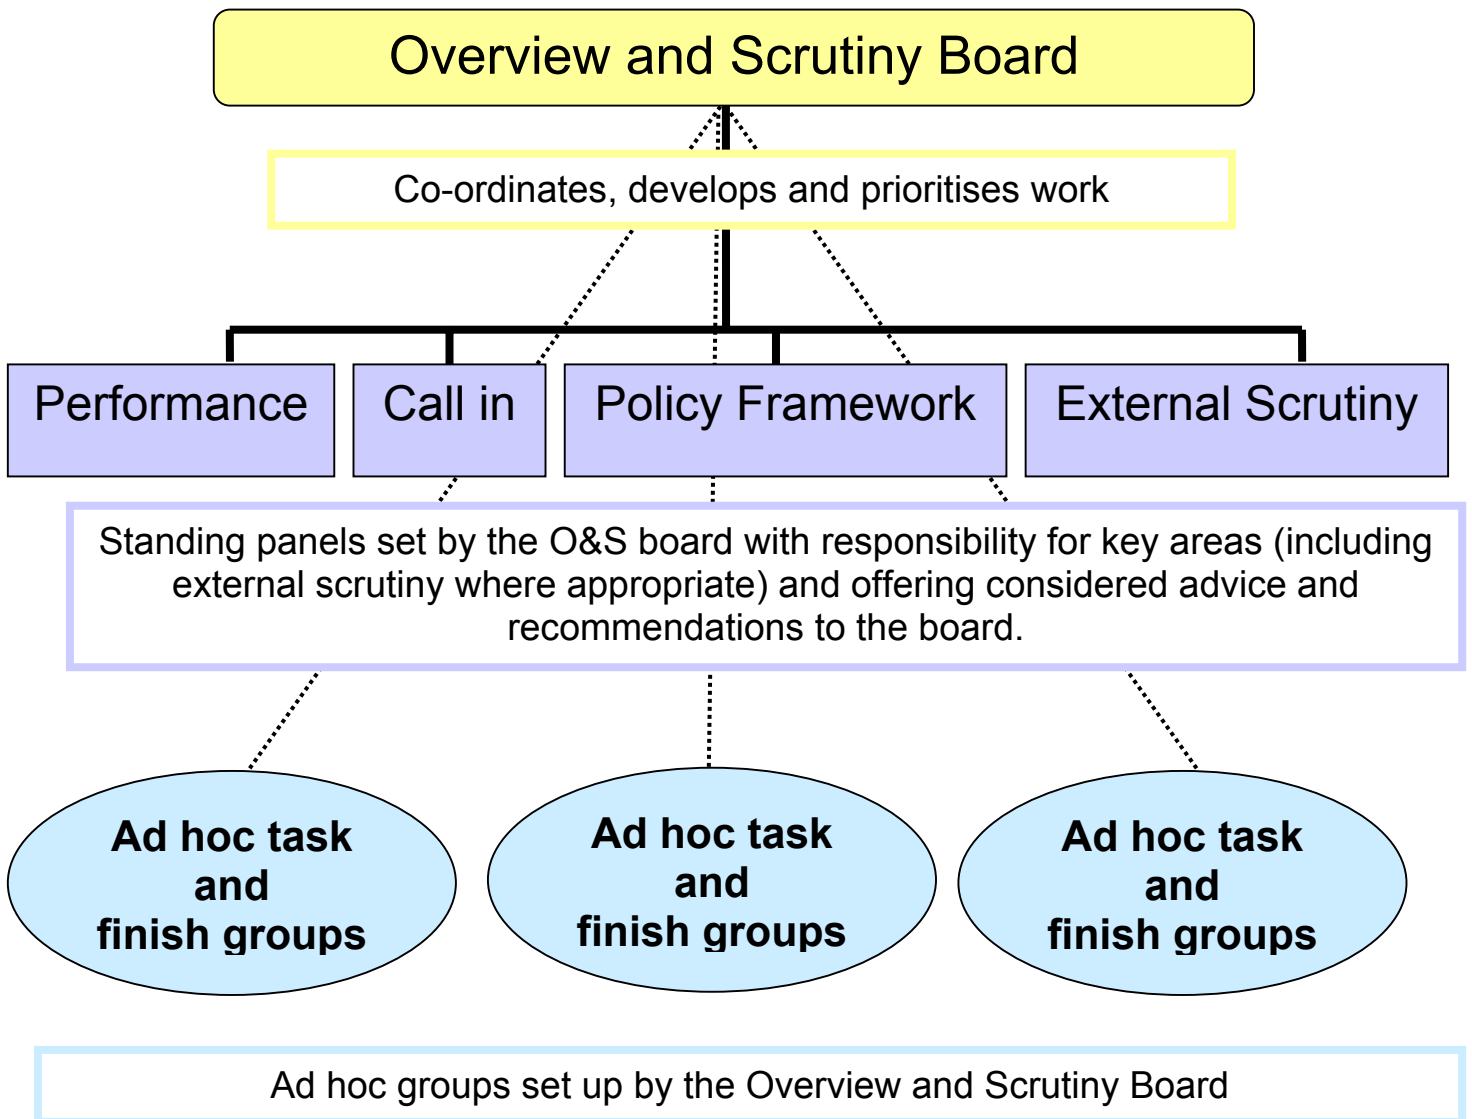 Overview and Scrutiny Board
Co-ordinates, develops and prioritises work
Performance
Call in
Policy Framework
External Scrutiny
Standing panels set by the O&S board with responsibility for key areas (including
external scrutiny where appropriate) and offering considered advice and
recommendations to the board.
Ad hoc task
and
finish groups
Ad hoc task
and
finish groups
Ad hoc task
and
finish groups
Ad hoc groups set up by the Overview and Scrutiny Board